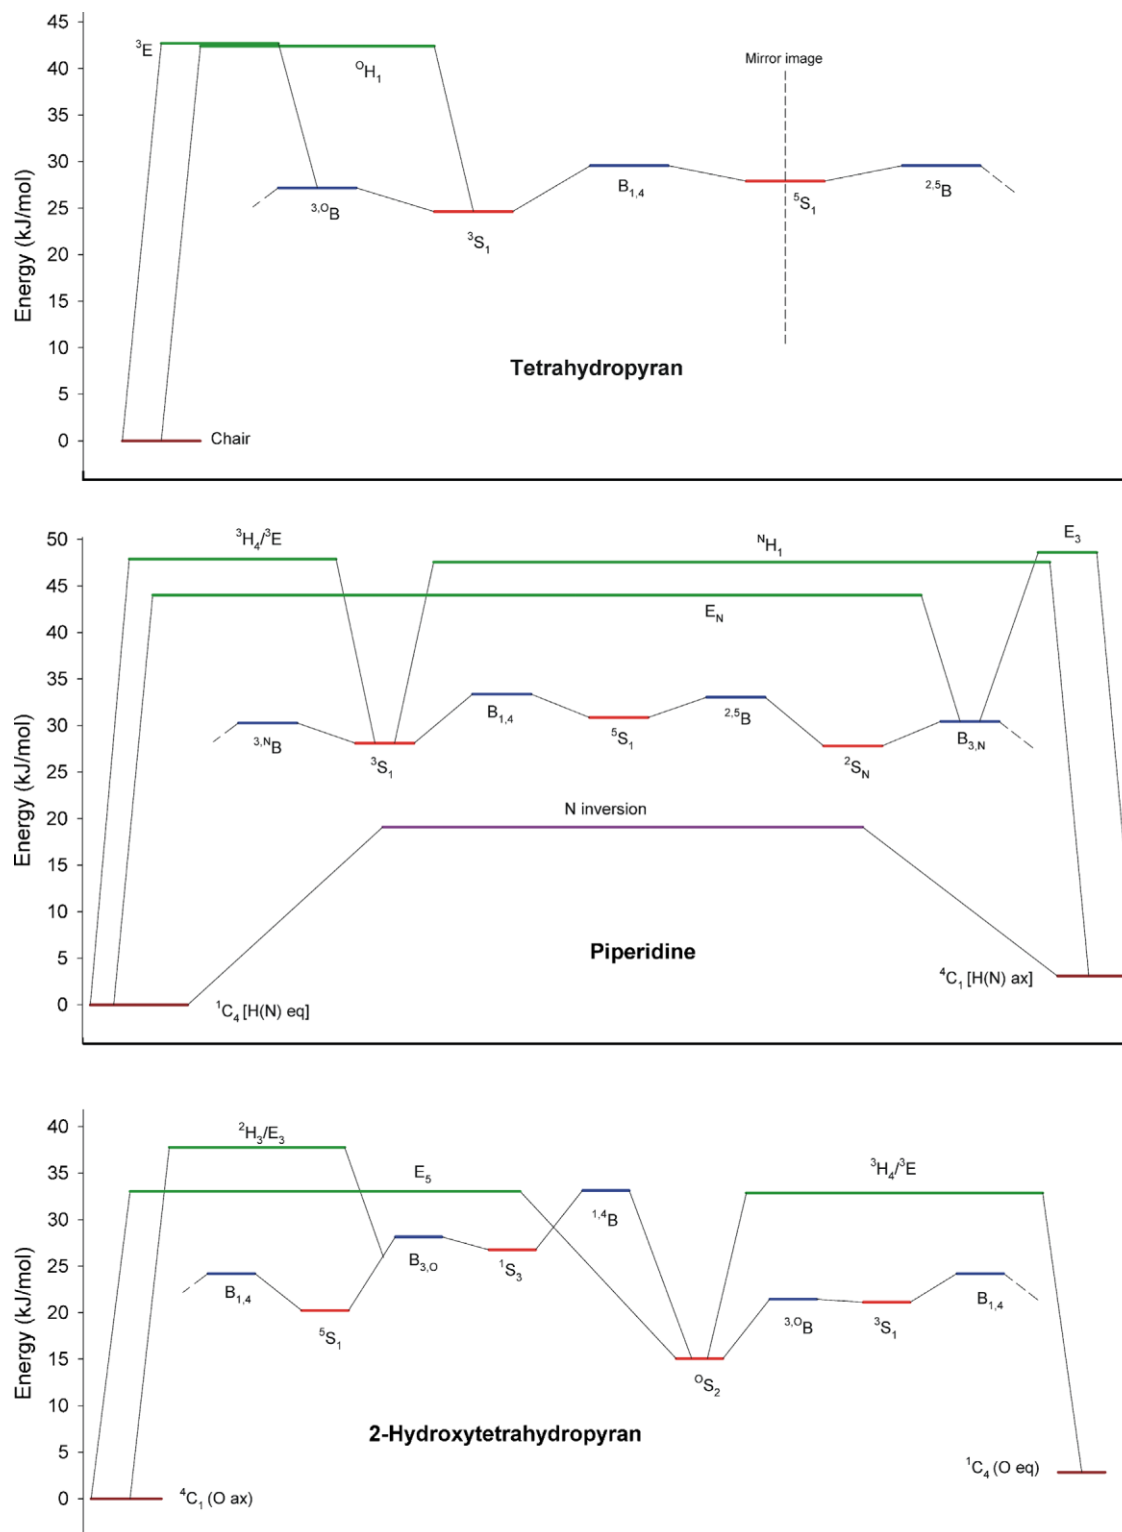 45
40
35
30
25
20
15
10
5
0
Energy (kJ/mol)
³E
ᴼH₁
Mirror image
³,ᴼB
³S₁
B₁,₄
⁵S₁
²,⁵B
Tetrahydropyran
Chair
50
45
40
35
30
25
20
15
10
5
0
Energy (kJ/mol)
³H₄/³E
ᴺH₁
E₃
E_N
³,ᴺB
³S₁
B₁,₄
⁵S₁
²,⁵B
²S_N
B₃,_N
N inversion
Piperidine
¹C₄ [H(N) eq]
⁴C₁ [H(N) ax]
40
35
30
25
20
15
10
5
0
Energy (kJ/mol)
²H₃/E₃
E₅
³H₄/³E
¹,⁴B
B₁,₄
⁵S₁
B₃,_O
¹S₃
ᴼS₂
³,ᴼB
³S₁
B₁,₄
2-Hydroxytetrahydropyran
⁴C₁ (O ax)
¹C₄ (O eq)